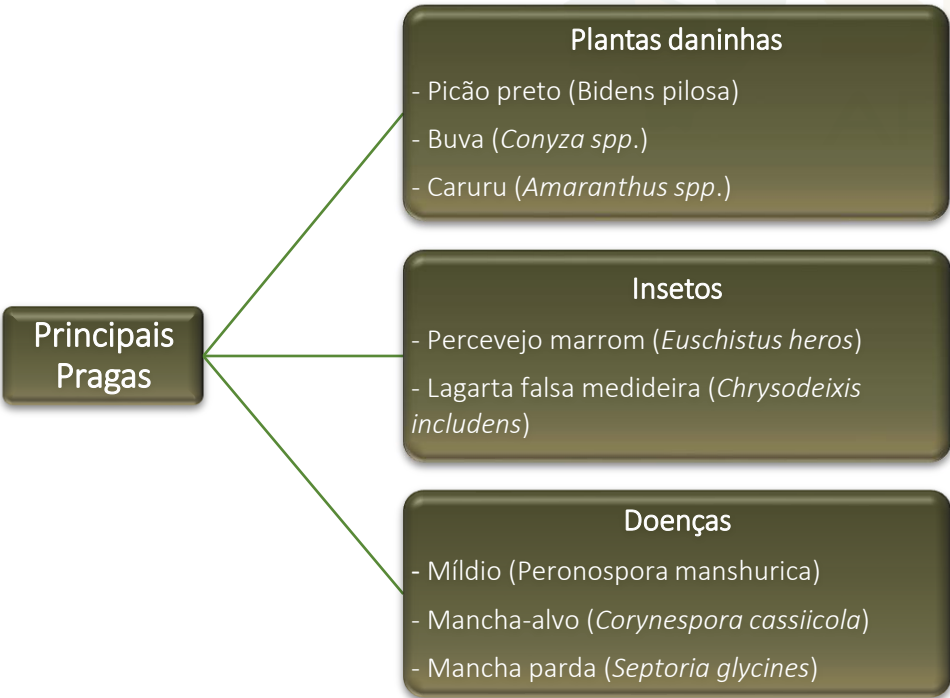 Plantas daninhas
- Picão preto (Bidens pilosa)
- Buva (Conyza spp.)
- Caruru (Amaranthus spp.)
Principais
Pragas
Insetos
- Percevejo marrom (Euschistus heros)
- Lagarta falsa medideira (Chrysodeixis
includens)
Doenças
- Míldio (Peronospora manshurica)
- Mancha-alvo (Corynespora cassiicola)
- Mancha parda (Septoria glycines)